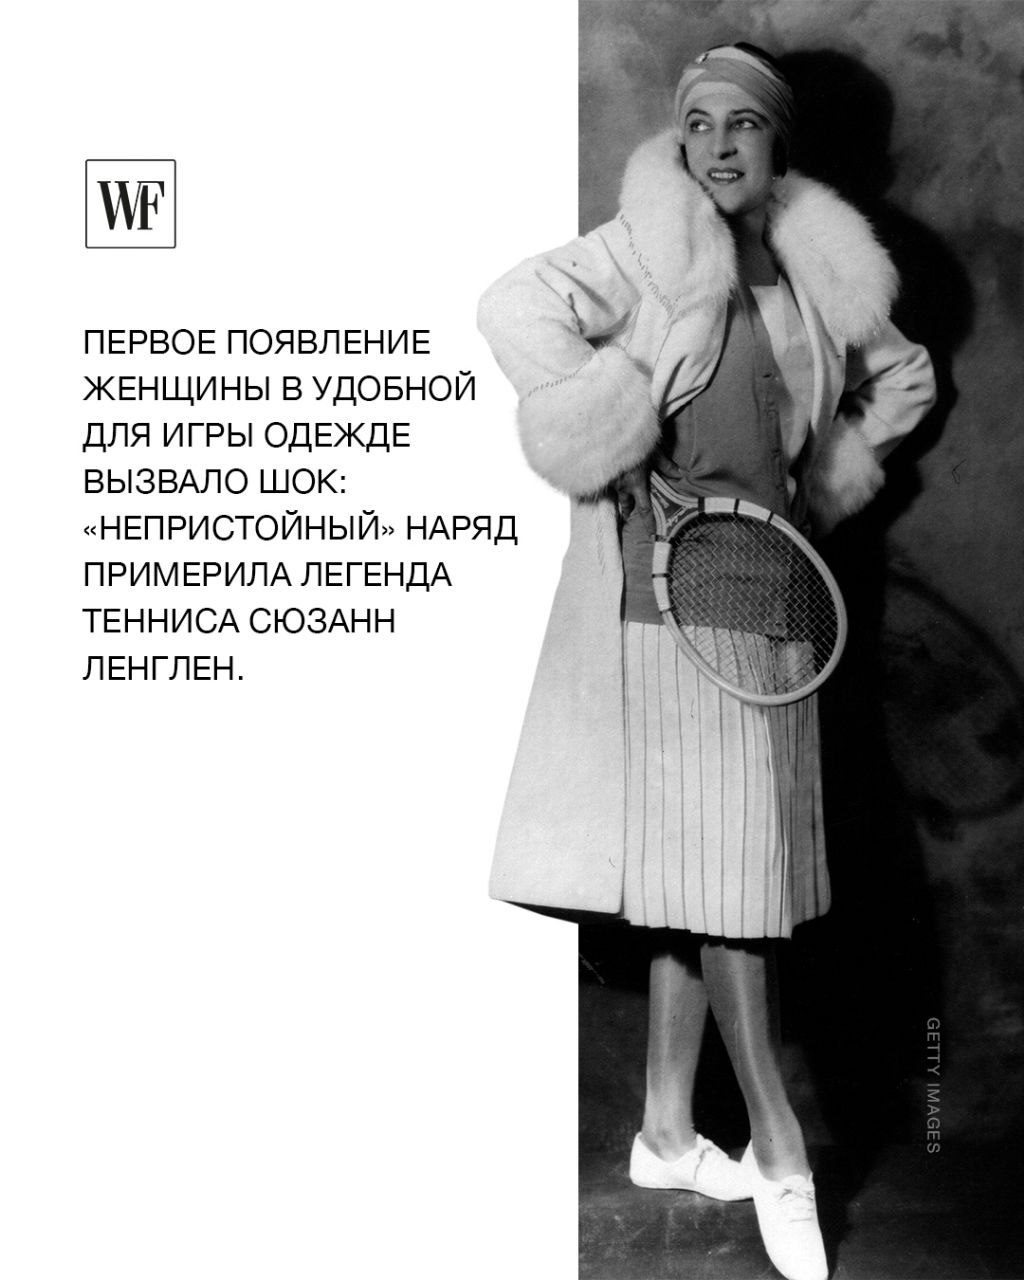 WF
ПЕРВОЕ ПОЯВЛЕНИЕ
ЖЕНЩИНЫ В УДОБНОЙ
ДЛЯ ИГРЫ ОДЕЖДЕ
ВЫЗВАЛО ШОК:
«НЕПРИСТОЙНЫЙ» НАРЯД
ПРИМЕРИЛА ЛЕГЕНДА
ТЕННИСА СЮЗАНН
ЛЕНГЛЕН.
GETTY IMAGES